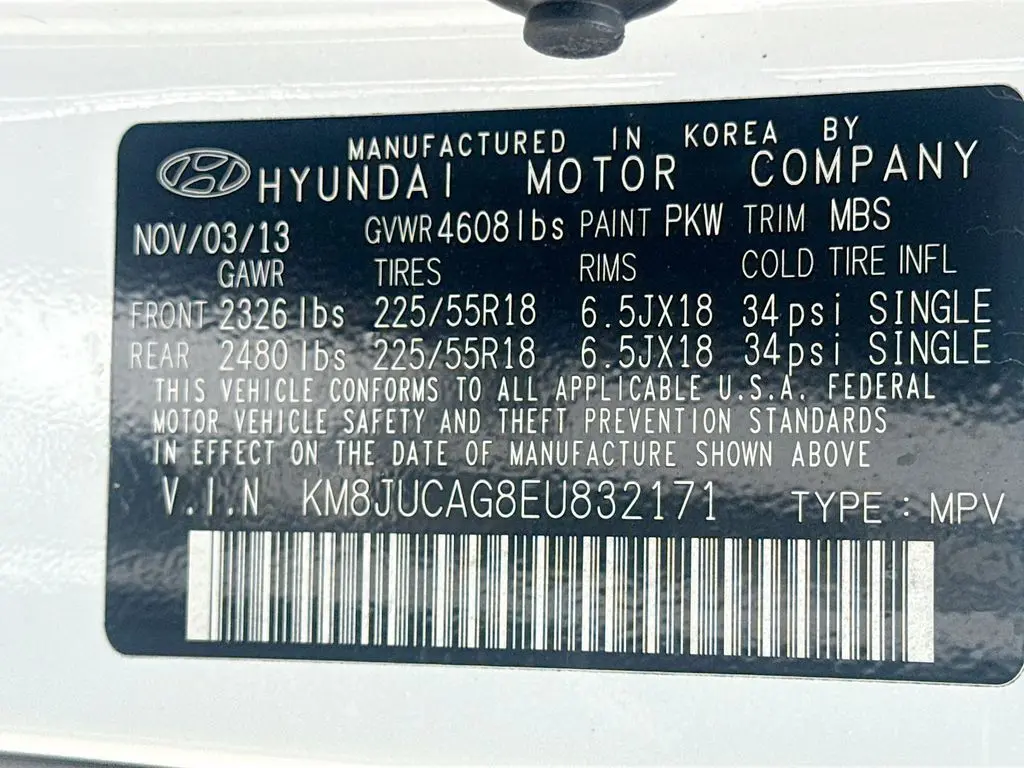 MANUFACTURED IN KOREA BY
HYUNDAI MOTOR COMPANY
NOV/03/13 GVWR 4608lbs PAINT PKW TRIM MBS
GAWR TIRES RIMS COLD TIRE INFL
FRONT 2326 lbs 225/55R18 6.5JX18 34psi SINGLE
REAR 2480 lbs 225/55R18 6.5JX18 34psi SINGLE
THIS VEHICLE CONFORMS TO ALL APPLICABLE U.S.A. FEDERAL
MOTOR VEHICLE SAFETY AND THEFT PREVENTION STANDARDS
IN EFFECT ON THE DATE OF MANUFACTURE SHOWN ABOVE
V.I.N KM8JUCAG8EU832171 TYPE : MPV